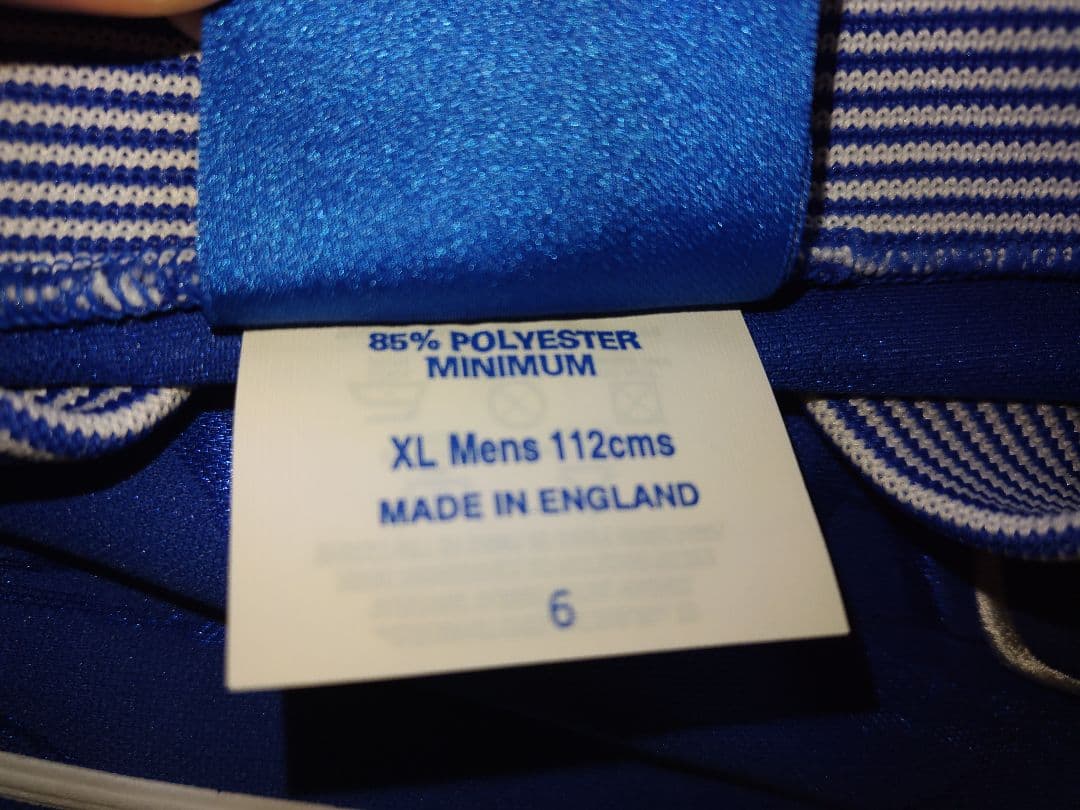 85% POLYESTER
MINIMUM
XL Mens 112cms
MADE IN ENGLAND
6